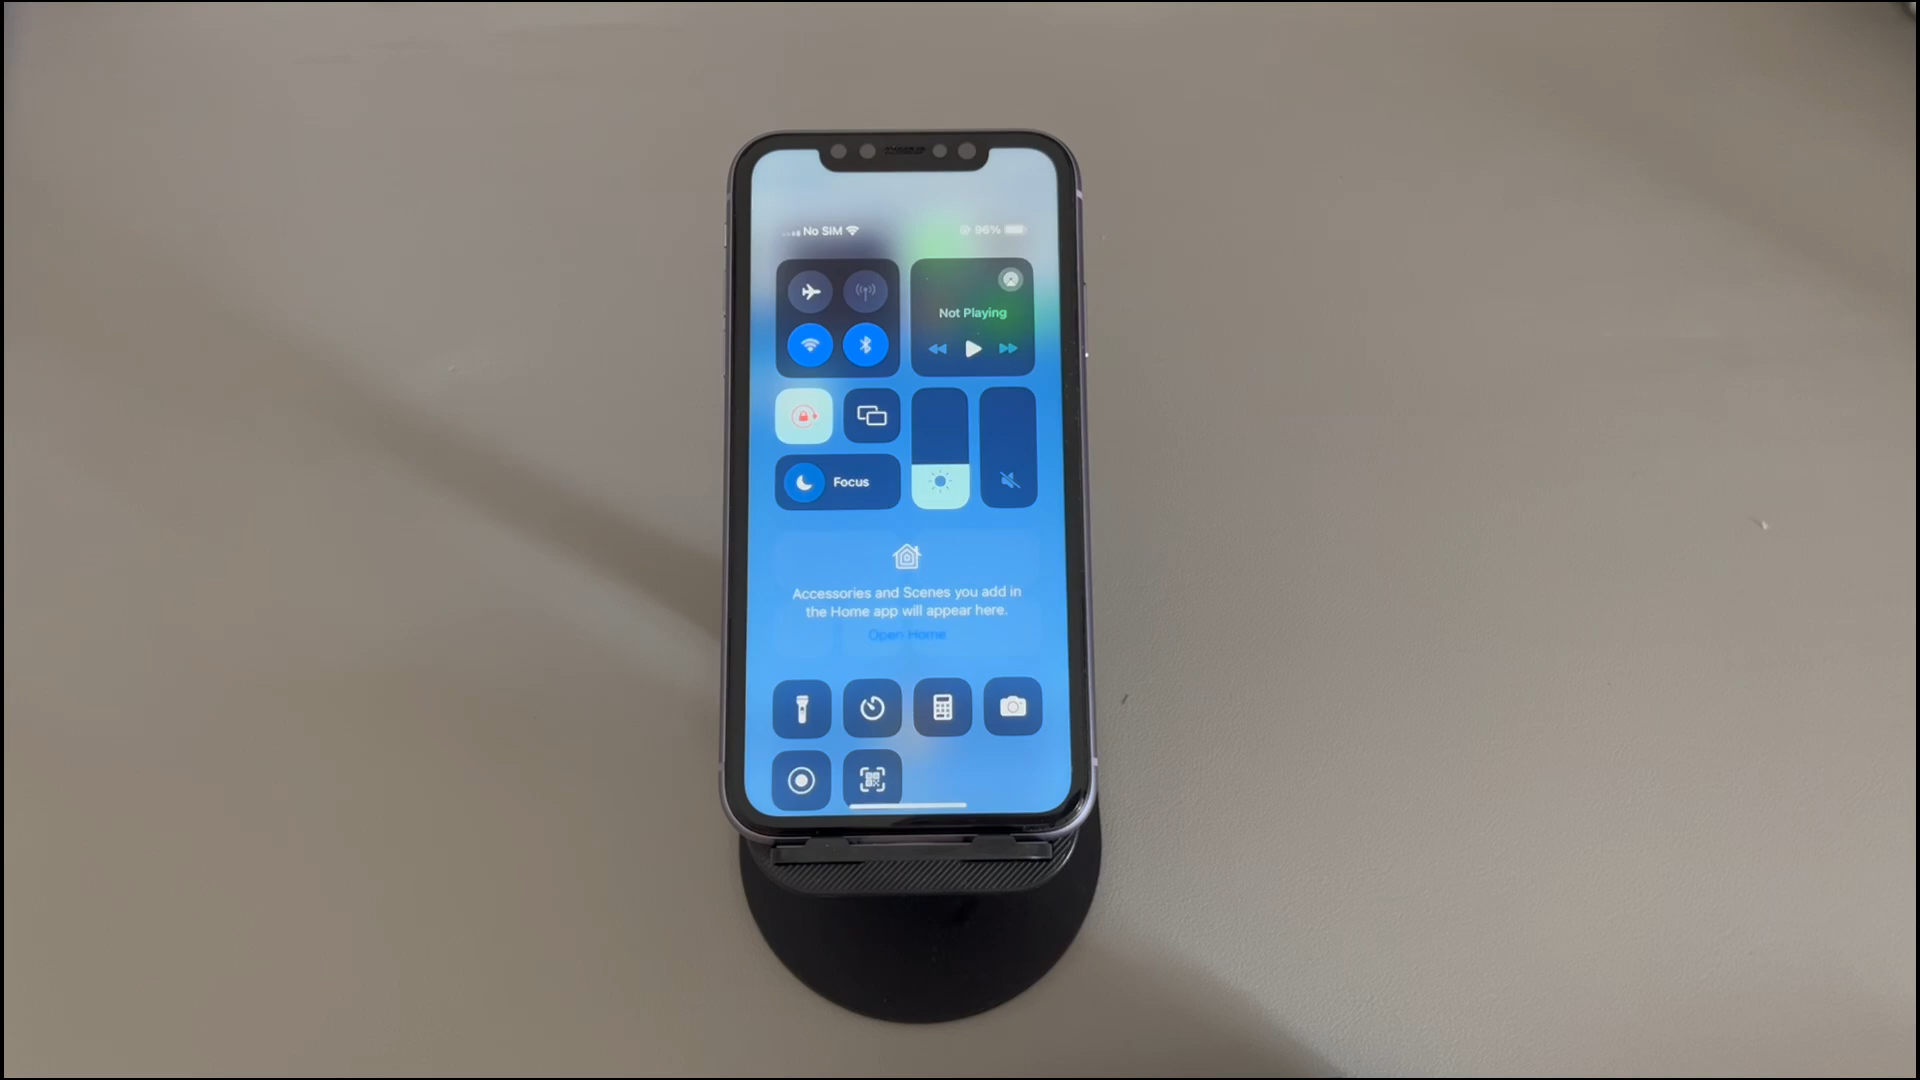 No SIM
96%
Not Playing
Focus
Accessories and Scenes you add in
the Home app will appear here.
Open Home